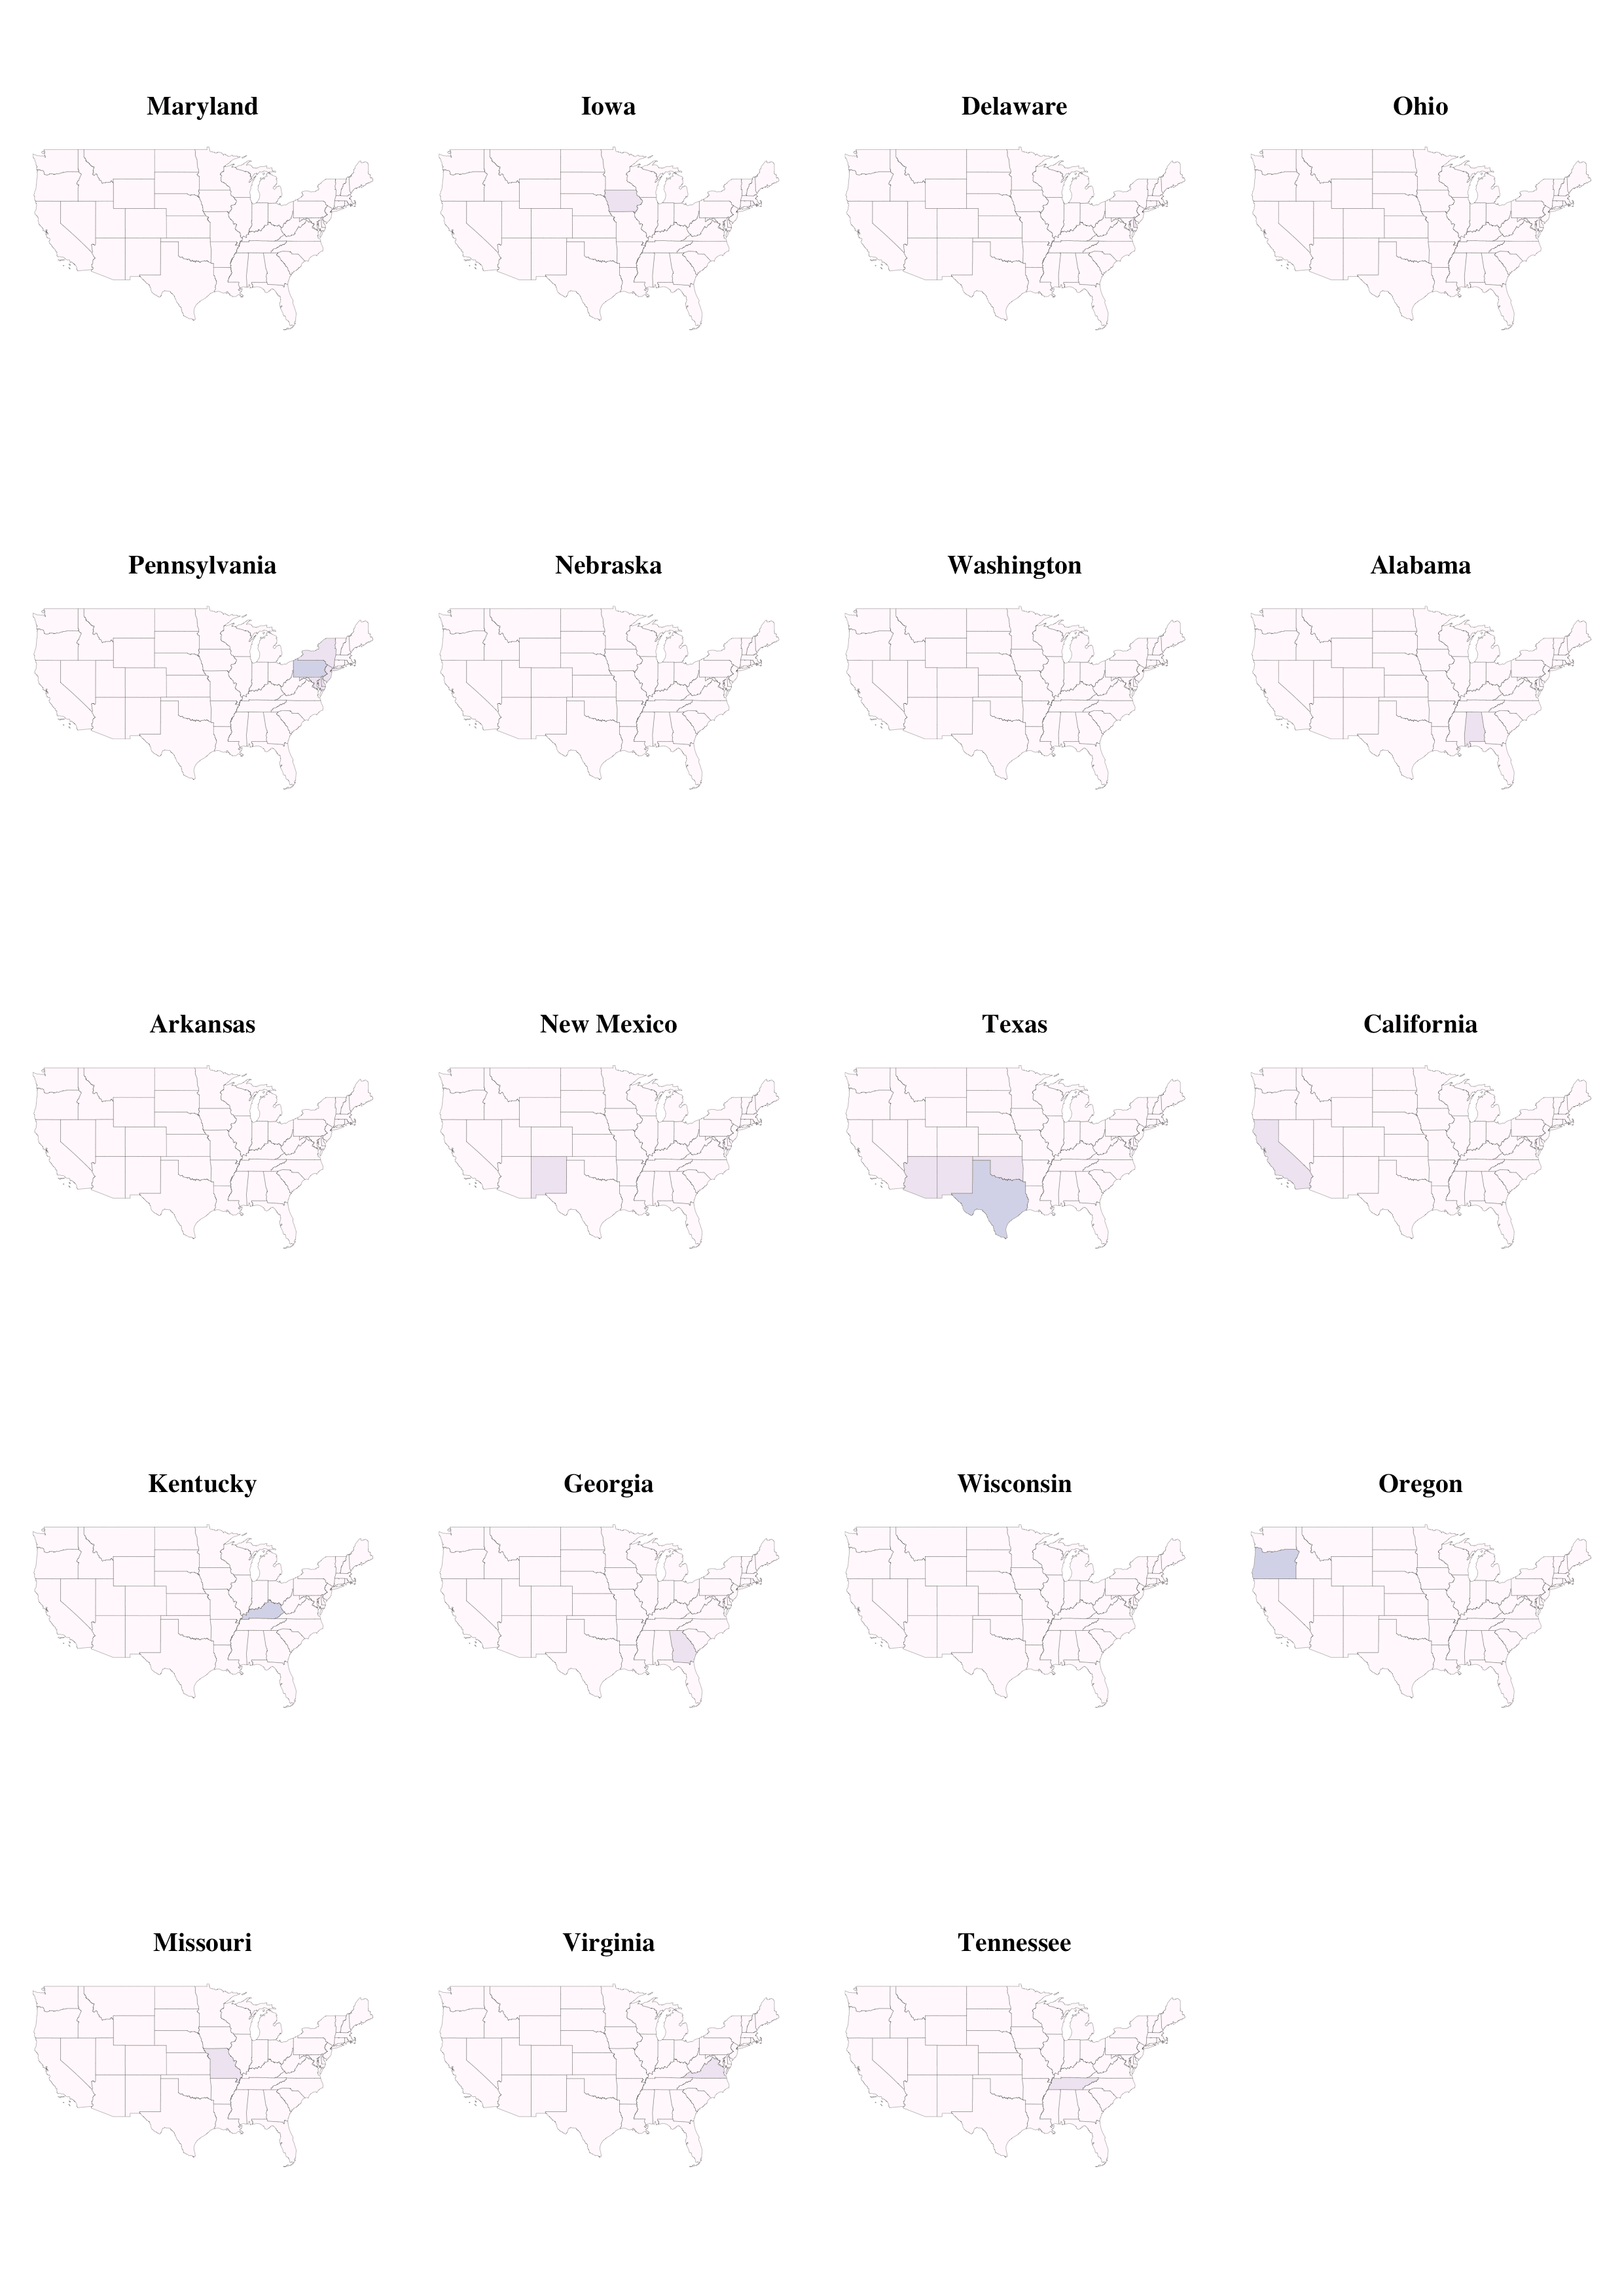 Maryland
Iowa
Delaware
Ohio
Pennsylvania
Nebraska
Washington
Alabama
Arkansas
New Mexico
Texas
California
Kentucky
Georgia
Wisconsin
Oregon
Missouri
Virginia
Tennessee